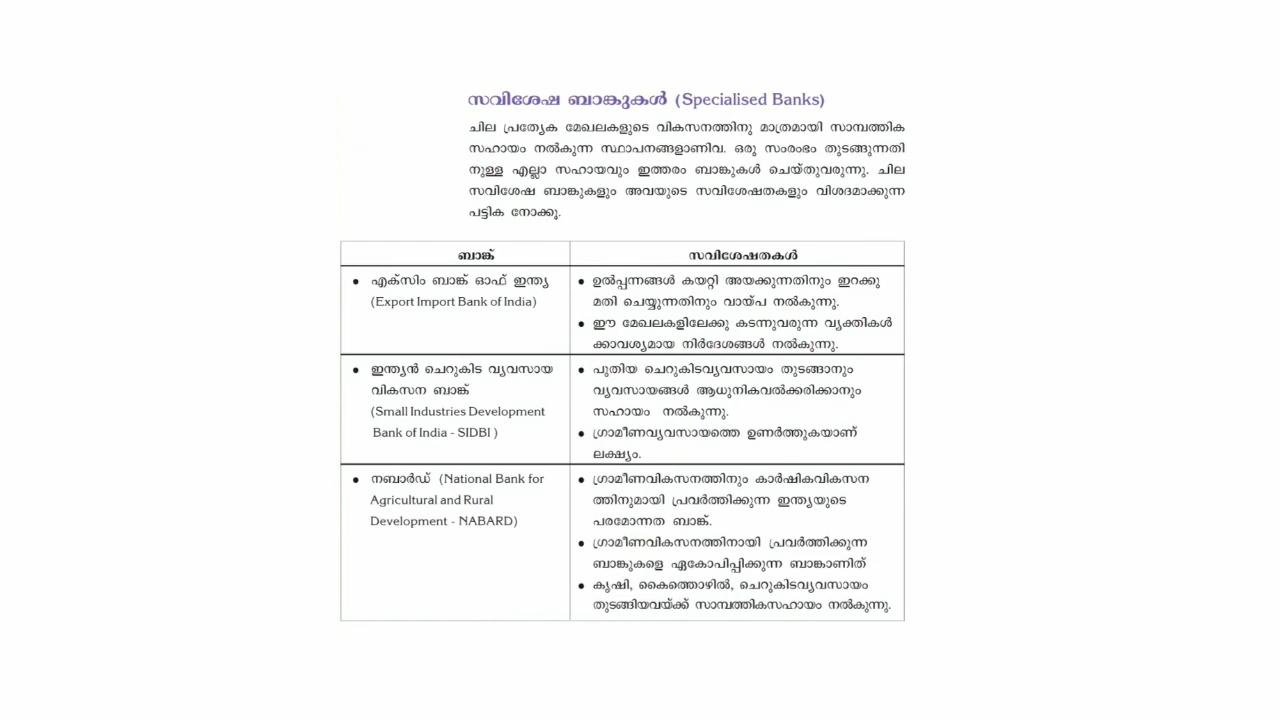 സവിശേഷ ബാങ്കുകൾ (Specialised Banks)
ചില പ്രത്യേക മേഖലകളുടെ വികസനത്തിനു മാത്രമായി സാമ്പത്തിക
സഹായം നൽകുന്ന സ്ഥാപനങ്ങളാണിവ. ഒരു സംരംഭം തുടങ്ങുന്നതി
നുള്ള എല്ലാ സഹായവും ഇത്തരം ബാങ്കുകൾ ചെയ്തുവരുന്നു. ചില
സവിശേഷ ബാങ്കുകളും അവയുടെ സവിശേഷതകളും വിശദമാക്കുന്ന
പട്ടിക നോക്കൂ.
ബാങ്ക്
സവിശേഷതകൾ
• എക്സിം ബാങ്ക് ഓഫ് ഇന്ത്യ
(Export Import Bank of India)
• ഉൽപ്പന്നങ്ങൾ കയറ്റി അയക്കുന്നതിനും ഇറക്കു
മതി ചെയ്യുന്നതിനും വായ്പ നൽകുന്നു.
• ഈ മേഖലകളിലേക്കു കടന്നുവരുന്ന വ്യക്തികൾ
ക്കാവശ്യമായ നിർദേശങ്ങൾ നൽകുന്നു.
• ഇന്ത്യൻ ചെറുകിട വ്യവസായ
വികസന ബാങ്ക്
(Small Industries Development
Bank of India - SIDBI )
• പുതിയ ചെറുകിടവ്യവസായം തുടങ്ങാനും
വ്യവസായങ്ങൾ ആധുനികവൽക്കരിക്കാനും
സഹായം നൽകുന്നു.
• ഗ്രാമീണവ്യവസായത്തെ ഉണർത്തുകയാണ്
ലക്ഷ്യം.
• നബാർഡ് (National Bank for
Agricultural and Rural
Development - NABARD)
• ഗ്രാമീണവികസനത്തിനും കാർഷികവികസന
ത്തിനുമായി പ്രവർത്തിക്കുന്ന ഇന്ത്യയുടെ
പരമോന്നത ബാങ്ക്.
• ഗ്രാമീണവികസനത്തിനായി പ്രവർത്തിക്കുന്ന
ബാങ്കുകളെ ഏകോപിപ്പിക്കുന്ന ബാങ്കാണിത്
• കൃഷി, കൈത്തൊഴിൽ, ചെറുകിടവ്യവസായം
തുടങ്ങിയവയ്ക്ക് സാമ്പത്തികസഹായം നൽകുന്നു.